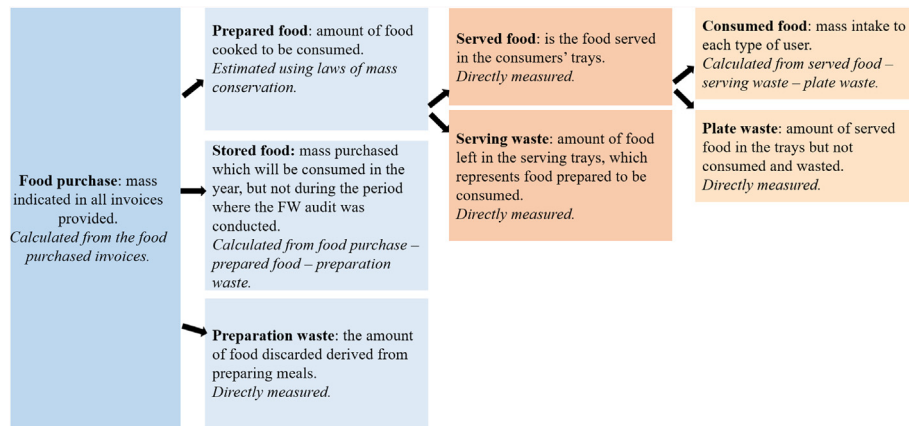 Food purchase: mass
indicated in all invoices
provided.
Calculated from the food
purchased invoices.
Prepared food: amount of food
cooked to be consumed.
Estimated using laws of mass
conservation.
Stored food: mass purchased
which will be consumed in the
year, but not during the period
where the FW audit was
conducted.
Calculated from food purchase –
prepared food – preparation
waste.
Preparation waste: the amount
of food discarded derived from
preparing meals.
Directly measured.
Served food: is the food served
in the consumers’ trays.
Directly measured.
Serving waste: amount of food
left in the serving trays, which
represents food prepared to be
consumed.
Directly measured.
Consumed food: mass intake to
each type of user.
Calculated from served food –
serving waste – plate waste.
Plate waste: amount of served
food in the trays but not
consumed and wasted.
Directly measured.